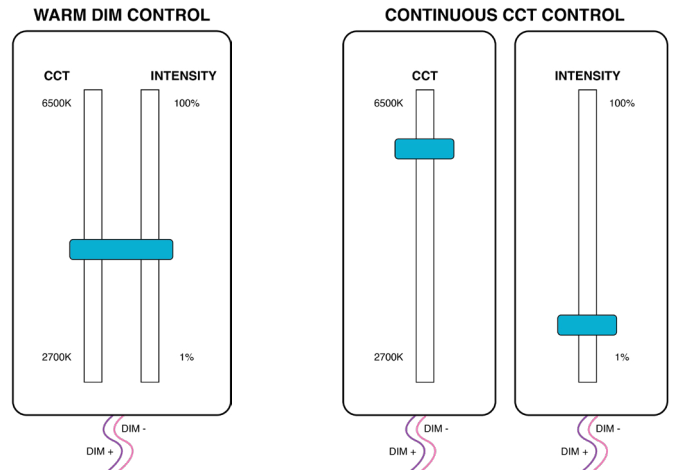 WARM DIM CONTROL
CCT INTENSITY
6500K 100%
2700K 1%
DIM -
DIM +
CONTINUOUS CCT CONTROL
CCT
6500K
2700K
DIM -
DIM +
INTENSITY
100%
1%
DIM -
DIM +